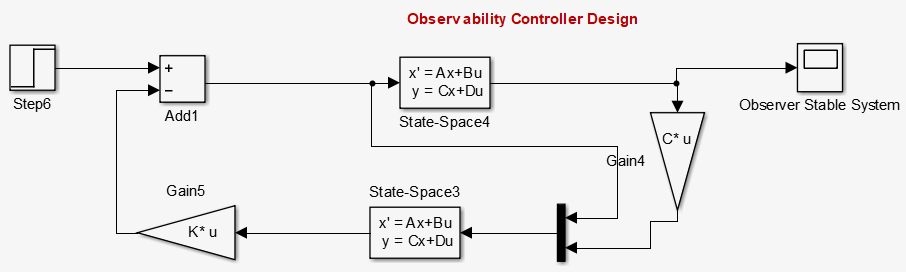 Observability Controller Design
Step6
+
−
Add1
x' = Ax+Bu
y = Cx+Du
State-Space4
Observer Stable System
C* u
Gain4
Gain5
K* u
State-Space3
x' = Ax+Bu
y = Cx+Du